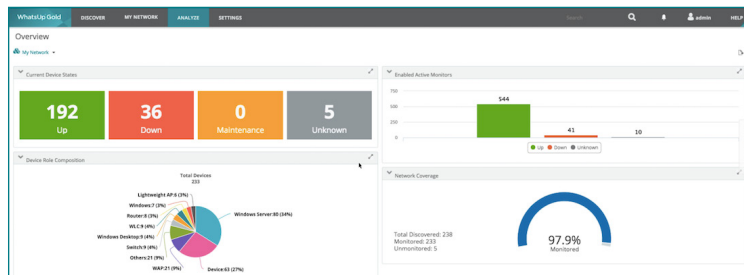 WhatsUp Gold DISCOVER MY NETWORK ANALYZE SETTINGS Search admin HELP
Overview
My Network
Current Device States
192 Up
36 Down
0 Maintenance
5 Unknown
Enabled Active Monitors
750
500
250
0
544
41
10
Up Down Unknown
Device Role Composition
Total Devices
233
Lightweight AP:6 (3%)
Windows:7 (3%)
Router:8 (3%)
WLC:9 (4%)
Windows Desktop:9 (4%)
Switch:9 (4%)
Others:21 (9%)
WAP:21 (9%)
Windows Server:80 (34%)
Device:63 (27%)
Network Coverage
Total Discovered: 238
Monitored: 233
Unmonitored: 5
97.9%
Monitored